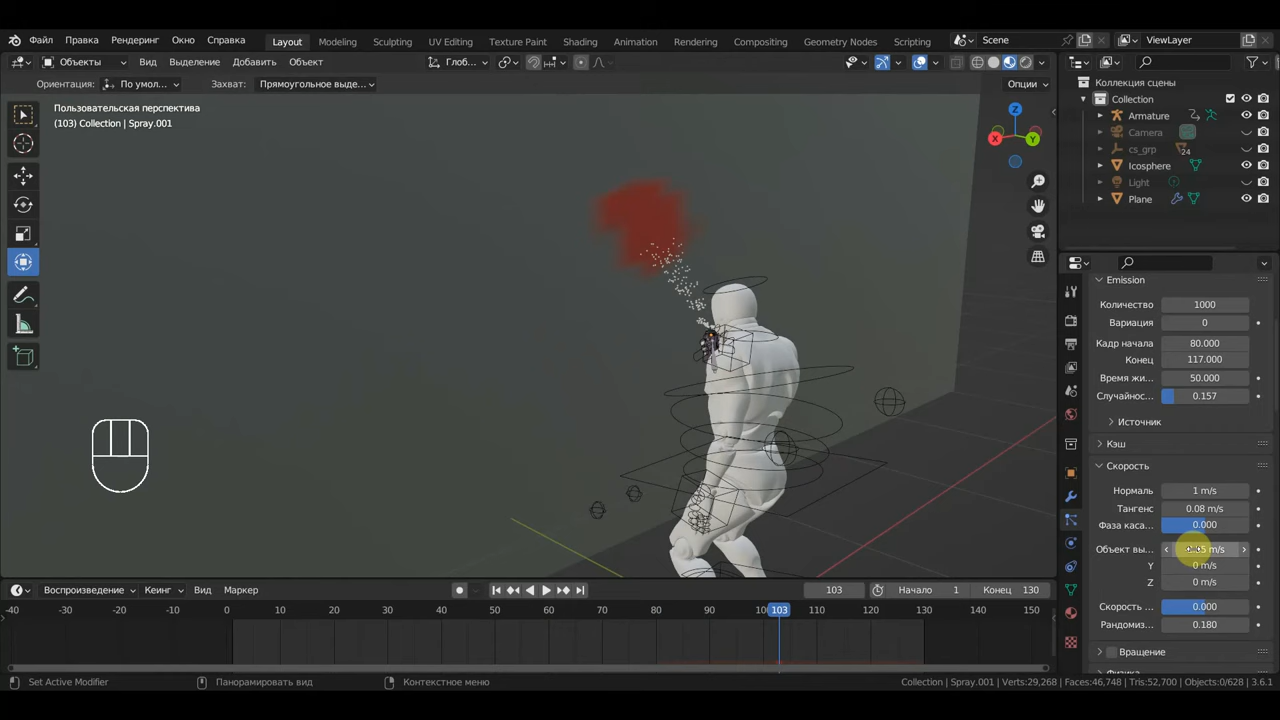 Файл Правка Рендеринг Окно Справка Layout Modeling Sculpting UV Editing Texture Paint Shading Animation Rendering Compositing Geometry Nodes Scripting Scene ViewLayer
Объекты Вид Выделение Добавить Объект Глоб...
Ориентация: По умол... Захват: Прямоугольное выде... Опции
Пользовательская перспектива
(103) Collection | Spray.001
Z
X
Y
Коллекция сцены
Collection
Armature
Camera
cs_grp 24
Icosphere
Light
Plane
Emission
Количество 1000
Вариация 0
Кадр начала 80.000
Конец 117.000
Время жи... 50.000
Случайнос... 0.157
Источник
Кэш
Скорость
Нормаль 1 m/s
Тангенс 0.08 m/s
Фаза каса... 0.000
Объект вы... m/s
Y 0 m/s
Z 0 m/s
Скорость ... 0.000
Рандомиз... 0.180
Вращение
Воспроизведение Кеинг Вид Маркер 103 Начало 1 Конец 130
-40 -30 -20 -10 0 10 20 30 40 50 60 70 80 90 103 110 120 130 140 150
Set Active Modifier Панорамировать вид Контекстное меню Collection | Spray.001 | Verts:29,268 | Faces:46,748 | Tris:52,700 | Objects:0/628 | 3.6.1